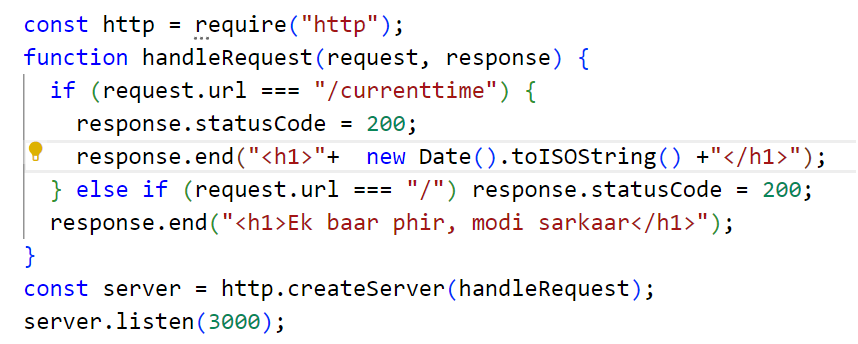 const http = require("http");
function handleRequest(request, response) {
  if (request.url === "/currenttime") {
    response.statusCode = 200;
    response.end("<h1>"+  new Date().toISOString() +"</h1>");
  } else if (request.url === "/") response.statusCode = 200;
  response.end("<h1>Ek baar phir, modi sarkaar</h1>");
}
const server = http.createServer(handleRequest);
server.listen(3000);